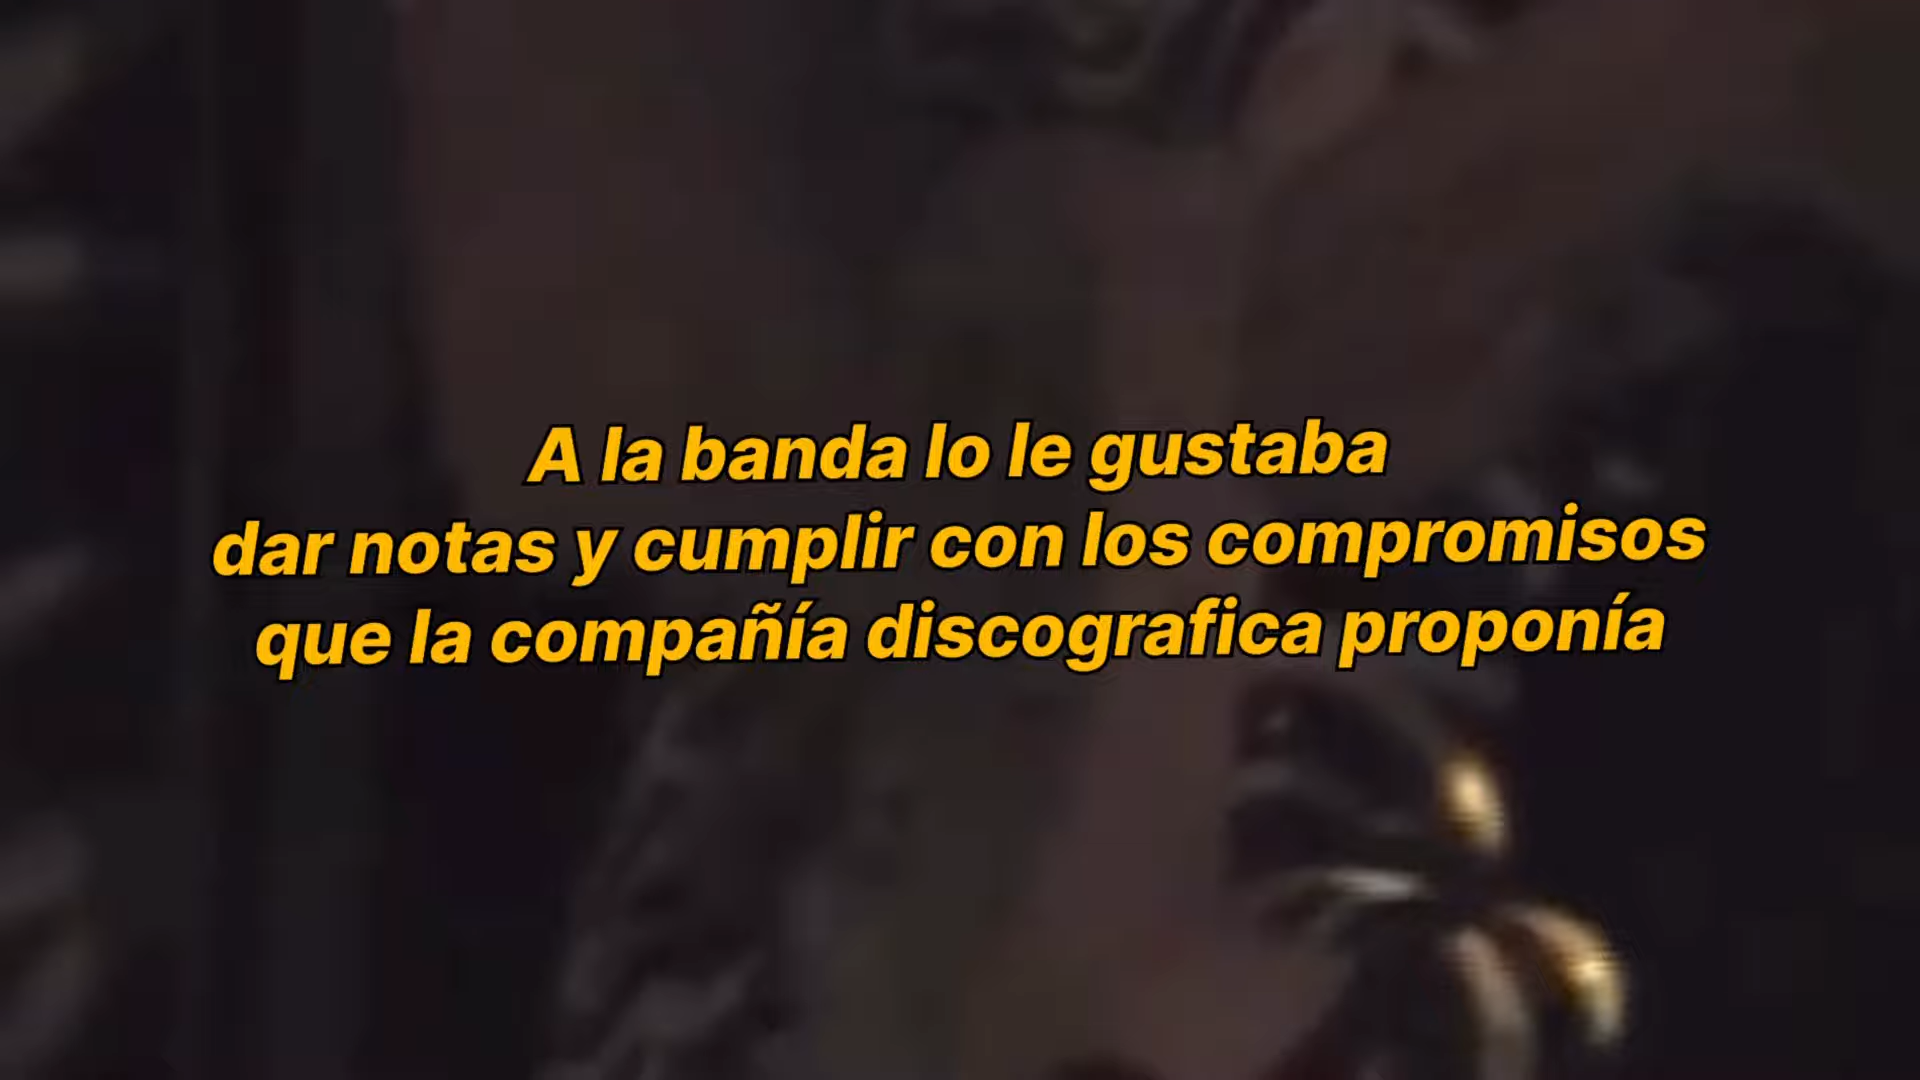 A la banda lo le gustaba
dar notas y cumplir con los compromisos
que la compañía discografica proponía